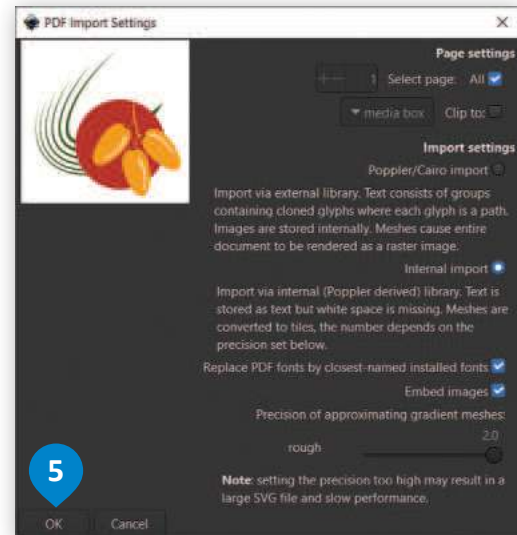 PDF Import Settings
Page settings
1 Select page: All
media box Clip to:
Import settings
Poppler/Cairo import
Import via external library. Text consists of groups
containing cloned glyphs where each glyph is a path.
Images are stored internally. Meshes cause entire
document to be rendered as a raster image.
Internal import
Import via internal (Poppler derived) library. Text is
stored as text but white space is missing. Meshes are
converted to tiles, the number depends on the
precision set below.
Replace PDF fonts by closest-named installed fonts
Embed images
Precision of approximating gradient meshes:
2.0
rough
Note: setting the precision too high may result in a
large SVG file and slow performance.
5
OK Cancel